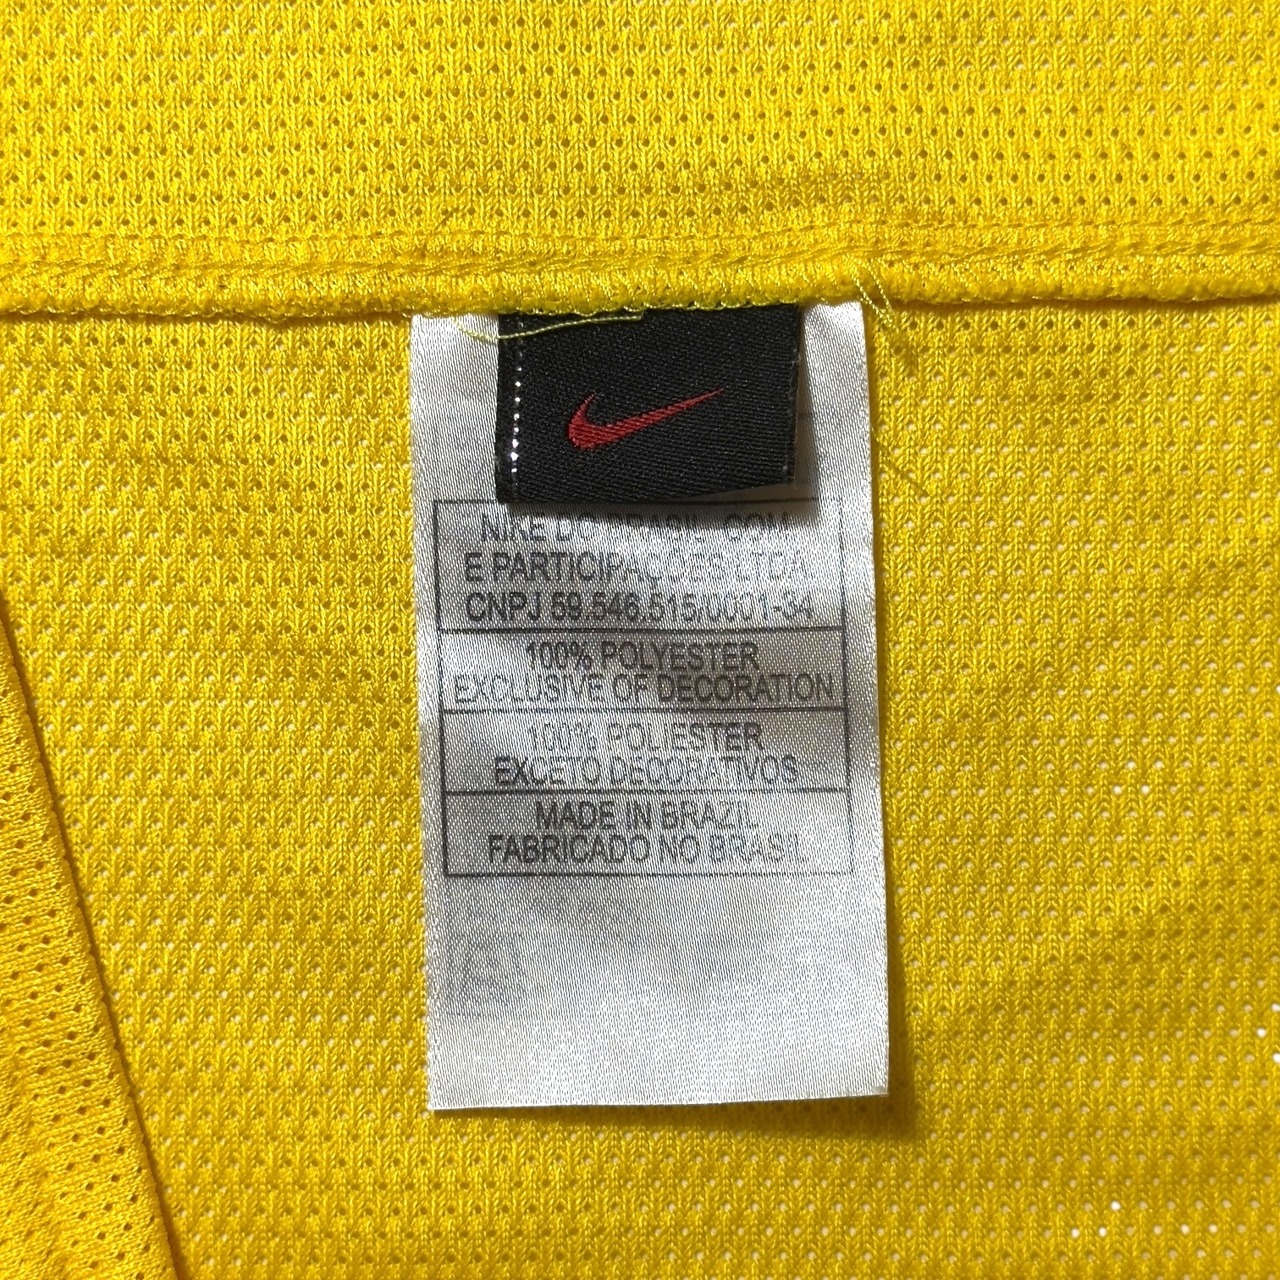 NIKE DO BRASIL COM.
E PARTICIPAÇÕES LTDA
CNPJ 59.546.515/0001-34
100% POLYESTER
EXCLUSIVE OF DECORATION
100% POLIESTER
EXCETO DECORATIVOS
MADE IN BRAZIL
FABRICADO NO BRASIL